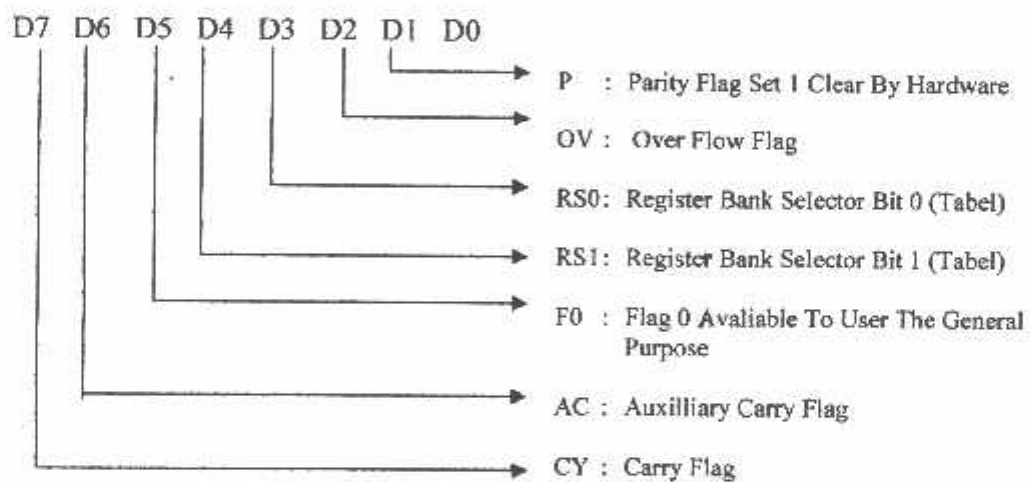 D7 D6 D5 D4 D3 D2 D1 D0
P : Parity Flag Set 1 Clear By Hardware
OV : Over Flow Flag
RS0: Register Bank Selector Bit 0 (Tabel)
RS1: Register Bank Selector Bit 1 (Tabel)
F0 : Flag 0 Avaliable To User The General
Purpose
AC : Auxilliary Carry Flag
CY : Carry Flag